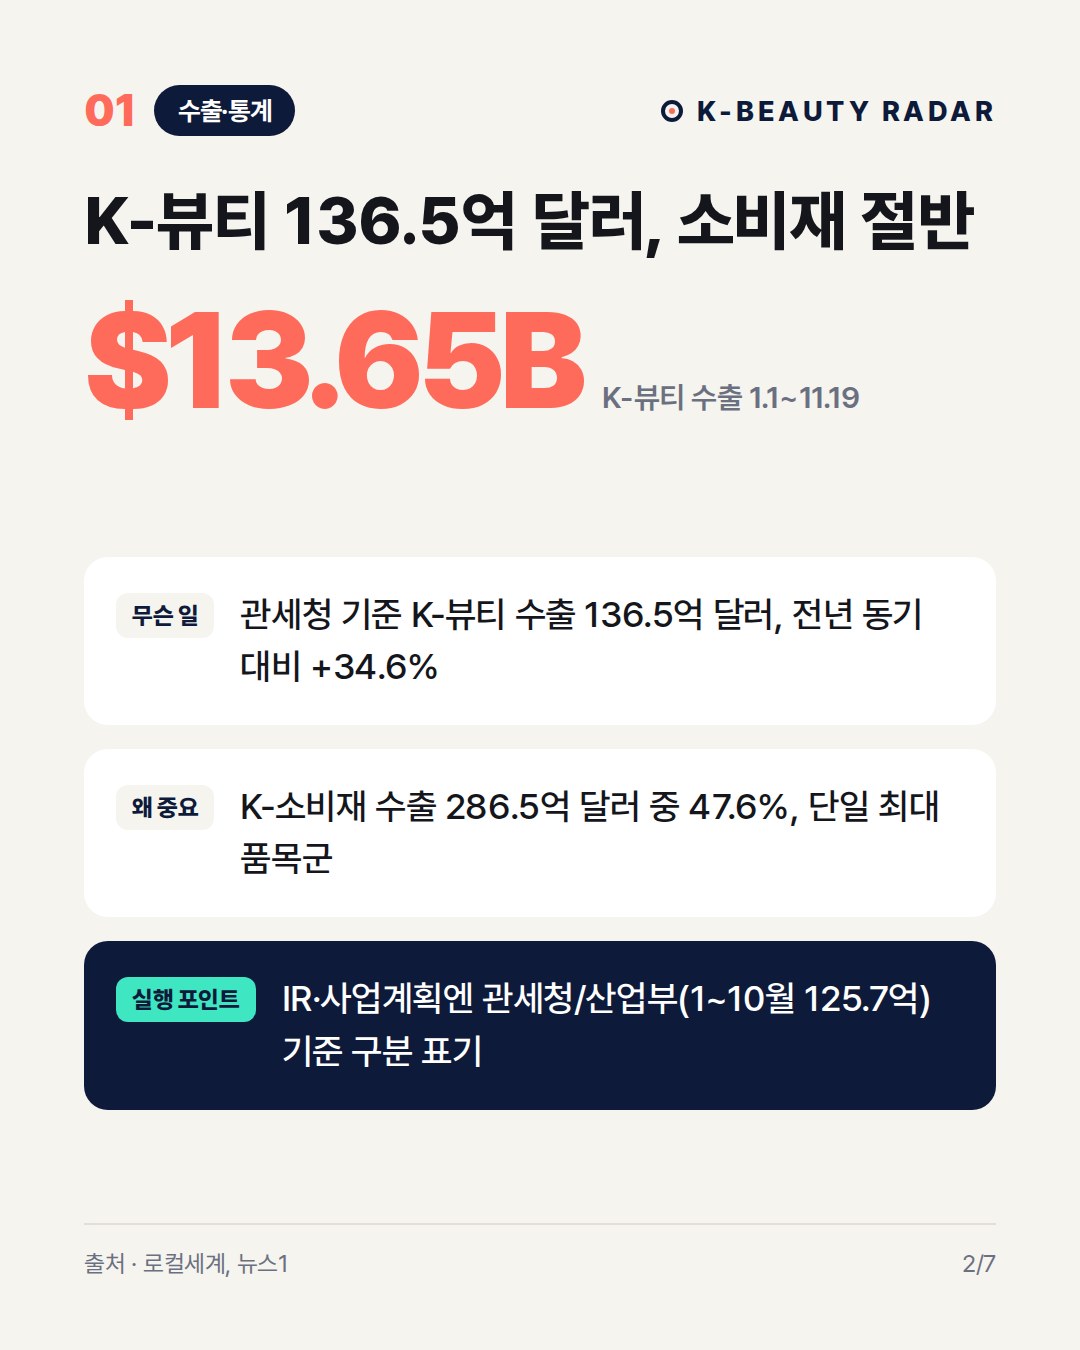 01 수출·통계 K-BEAUTY RADAR
K-뷰티 136.5억 달러, 소비재 절반
$13.65B K-뷰티 수출 1.1~11.19
무슨 일 관세청 기준 K-뷰티 수출 136.5억 달러, 전년 동기
대비 +34.6%
왜 중요 K-소비재 수출 286.5억 달러 중 47.6%, 단일 최대
품목군
실행 포인트 IR·사업계획엔 관세청/산업부(1~10월 125.7억)
기준 구분 표기
출처 · 로컬세계, 뉴스1 2/7